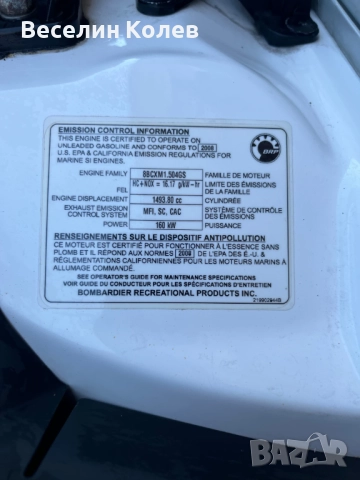 Веселин Колев
EMISSION CONTROL INFORMATION
THIS ENGINE IS CERTIFIED TO OPERATE ON
UNLEADED GASOLINE AND CONFORMS TO 2008
U.S. EPA & CALIFORNIA EMISSION REGULATIONS FOR
MARINE SI ENGINES.
BRP
ENGINE FAMILY 8BCXM1.504GS FAMILLE DE MOTEUR
FEL HC+NOX = 16.17 g/kW-hr LIMITE DES ÉMISSIONS
DE LA FAMILLE
ENGINE DISPLACEMENT 1493.80 cc CYLINDRÉE
EXHAUST EMISSION
CONTROL SYSTEM MFI, SC, CAC SYSTÈME DE CONTRÔLE
DES ÉMISSIONS
POWER 160 kW PUISSANCE
RENSEIGNEMENTS SUR LE DISPOSITIF ANTIPOLLUTION
CE MOTEUR EST CERTIFIÉ POUR FONCTIONNER À L'ESSENCE SANS
PLOMB ET IL RÉPOND AUX NORMES 2008 DE L'EPA DES É.-U. &
RÉGLEMENTATIONS CALIFORNIENNES POUR LES MOTEURS MARINS À
ALLUMAGE COMMANDÉ.
SEE OPERATOR'S GUIDE FOR MAINTENANCE SPECIFICATIONS
VOIR GUIDE DU CONDUCTEUR POUR LES SPÉCIFICATIONS D'ENTRETIEN
BOMBARDIER RECREATIONAL PRODUCTS INC.
bazar